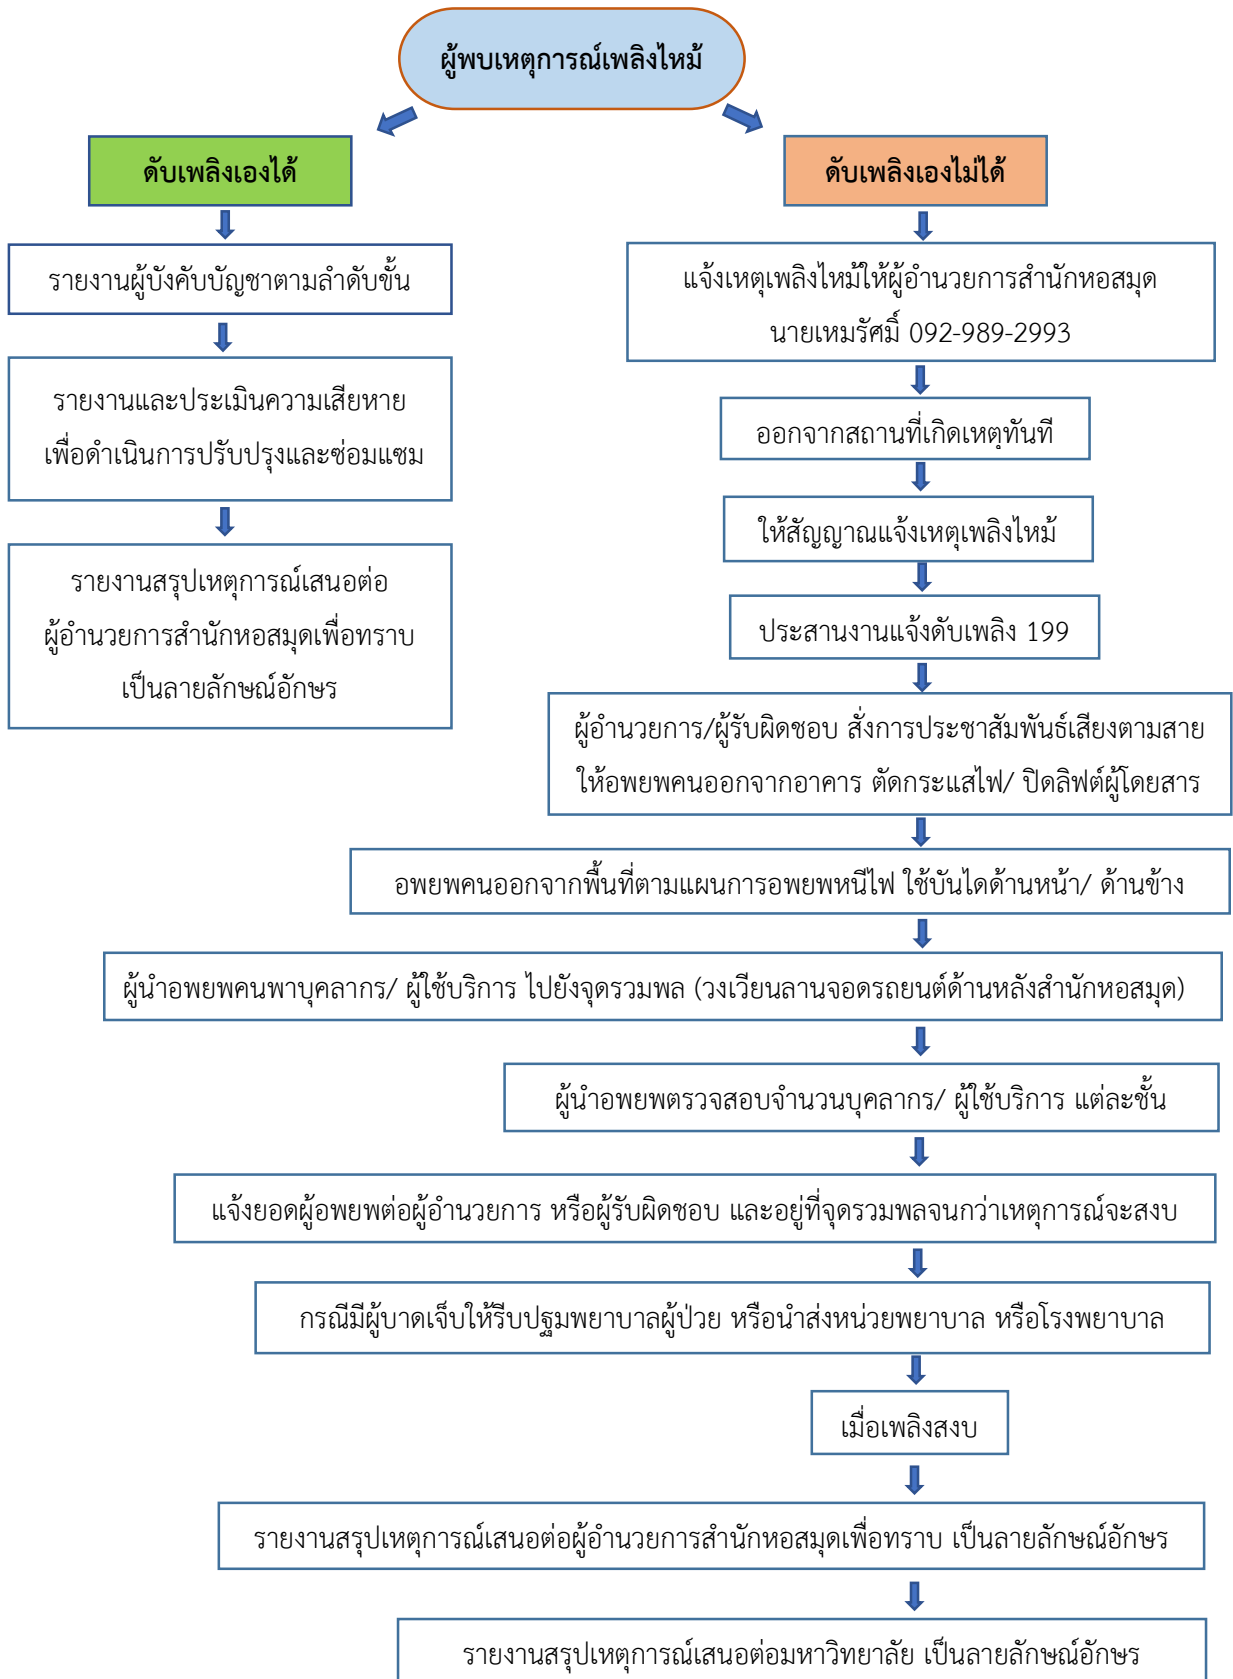 ผู้พบเหตุการณ์เพลิงไหม้
ดับเพลิงเองได้
รายงานผู้บังคับบัญชาตามลำดับขั้น
รายงานและประเมินความเสียหาย
เพื่อดำเนินการปรับปรุงและซ่อมแซม
รายงานสรุปเหตุการณ์เสนอต่อ
ผู้อำนวยการสำนักหอสมุดเพื่อทราบ
เป็นลายลักษณ์อักษร
ดับเพลิงเองไม่ได้
แจ้งเหตุเพลิงไหม้ให้ผู้อำนวยการสำนักหอสมุด
นายเหมรัศมิ์ 092-989-2993
ออกจากสถานที่เกิดเหตุทันที
ให้สัญญาณแจ้งเหตุเพลิงไหม้
ประสานงานแจ้งดับเพลิง 199
ผู้อำนวยการ/ผู้รับผิดชอบ สั่งการประชาสัมพันธ์เสียงตามสาย
ให้อพยพคนออกจากอาคาร ตัดกระแสไฟ/ ปิดลิฟต์ผู้โดยสาร
อพยพคนออกจากพื้นที่ตามแผนการอพยพหนีไฟ ใช้บันไดด้านหน้า/ ด้านข้าง
ผู้นำอพยพคนพาบุคลากร/ ผู้ใช้บริการ ไปยังจุดรวมพล (วงเวียนลานจอดรถยนต์ด้านหลังสำนักหอสมุด)
ผู้นำอพยพตรวจสอบจำนวนบุคลากร/ ผู้ใช้บริการ แต่ละชั้น
แจ้งยอดผู้อพยพต่อผู้อำนวยการ หรือผู้รับผิดชอบ และอยู่ที่จุดรวมพลจนกว่าเหตุการณ์จะสงบ
กรณีมีผู้บาดเจ็บให้รีบปฐมพยาบาลผู้ป่วย หรือนำส่งหน่วยพยาบาล หรือโรงพยาบาล
เมื่อเพลิงสงบ
รายงานสรุปเหตุการณ์เสนอต่อผู้อำนวยการสำนักหอสมุดเพื่อทราบ เป็นลายลักษณ์อักษร
รายงานสรุปเหตุการณ์เสนอต่อมหาวิทยาลัย เป็นลายลักษณ์อักษร